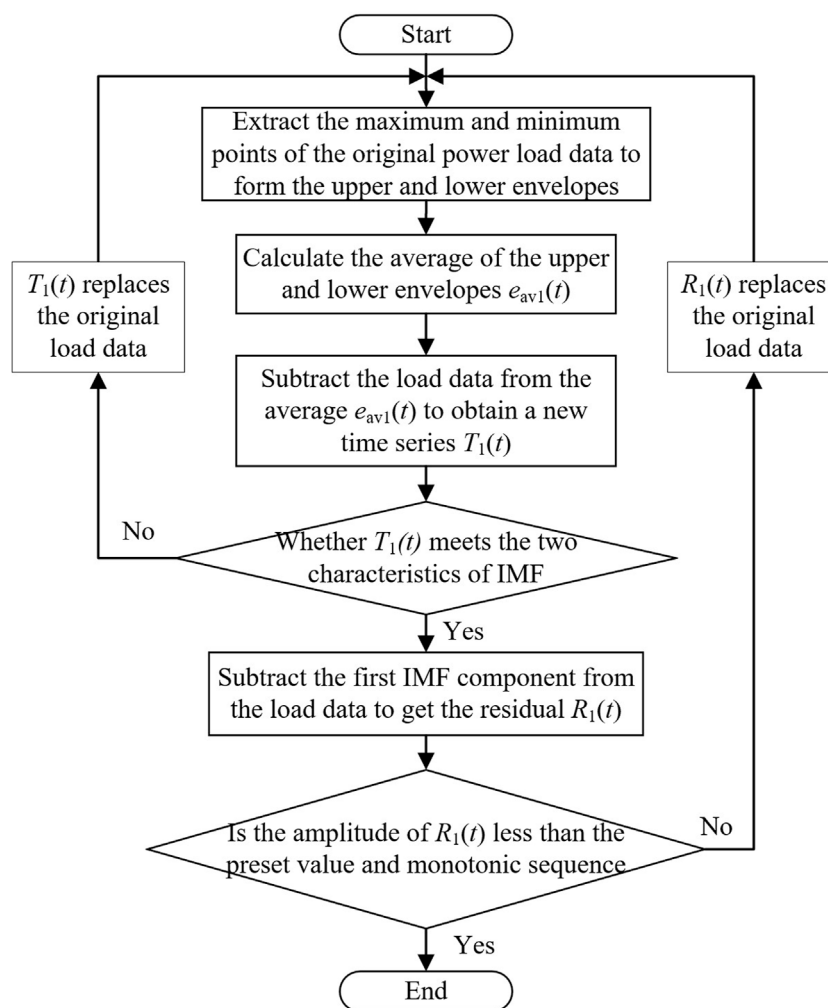 Start
Extract the maximum and minimum
points of the original power load data to
form the upper and lower envelopes
Calculate the average of the upper
and lower envelopes eav1(t)
T1(t) replaces
the original
load data
R1(t) replaces
the original
load data
Subtract the load data from the
average eav1(t) to obtain a new
time series T1(t)
No
Whether T1(t) meets the two
characteristics of IMF
Yes
Subtract the first IMF component from
the load data to get the residual R1(t)
Is the amplitude of R1(t) less than the
preset value and monotonic sequence
No
Yes
End